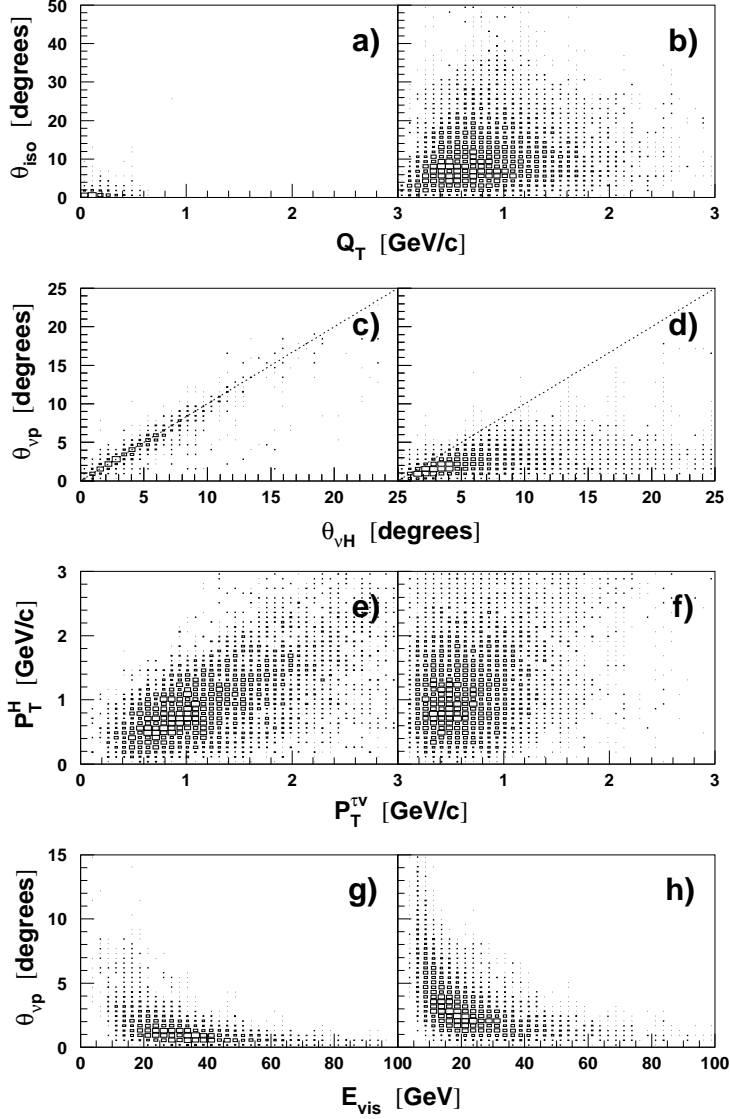 θiso [degrees]
50
40
30
20
10
0
a)
b)
0 1 2 3 1 2 3
QT [GeV/c]
θνp [degrees]
25
20
15
10
5
0
c)
d)
0 5 10 15 20 25 5 10 15 20 25
θνH [degrees]
PTH [GeV/c]
3
2
1
0
e)
f)
0 1 2 3 1 2 3
PTτν [GeV/c]
θνp [degrees]
15
10
5
0
g)
h)
0 20 40 60 80 100 20 40 60 80 100
Evis [GeV]